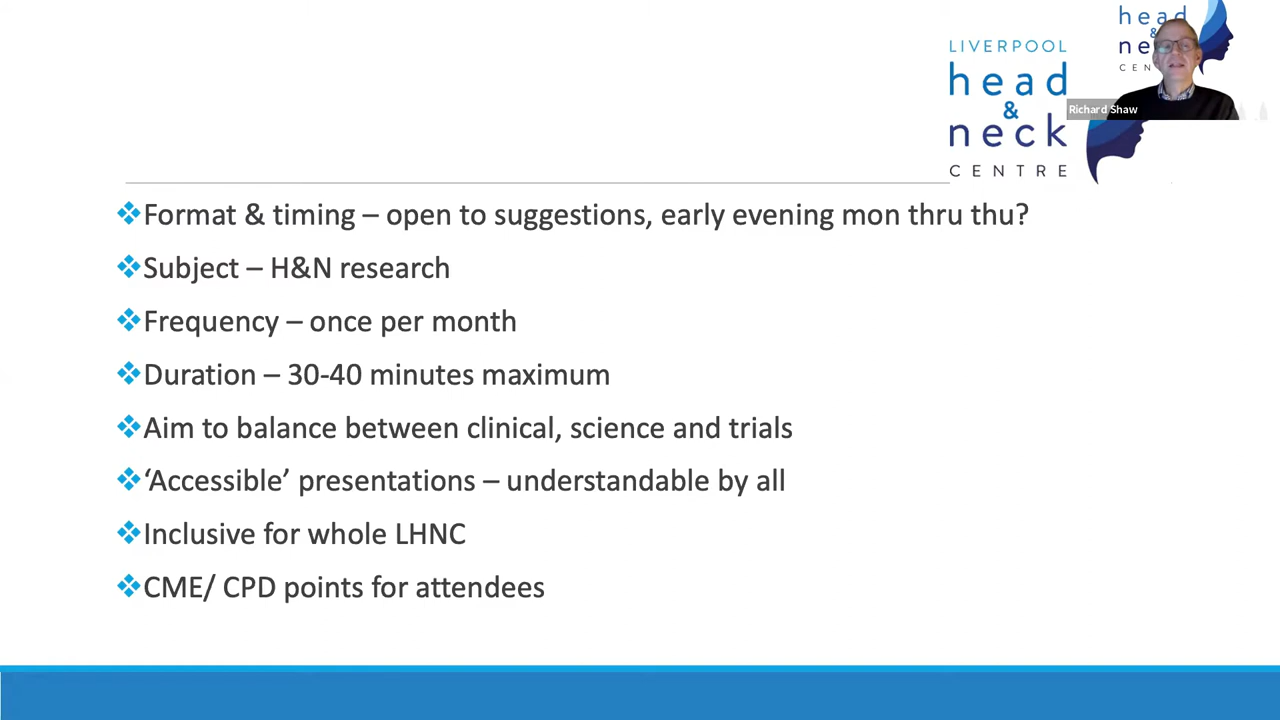 LIVERPOOL
head
&
neck
CENTRE
head
&
ne
CEN
Richard Shaw
Format & timing – open to suggestions, early evening mon thru thu?
Subject – H&N research
Frequency – once per month
Duration – 30-40 minutes maximum
Aim to balance between clinical, science and trials
‘Accessible’ presentations – understandable by all
Inclusive for whole LHNC
CME/ CPD points for attendees